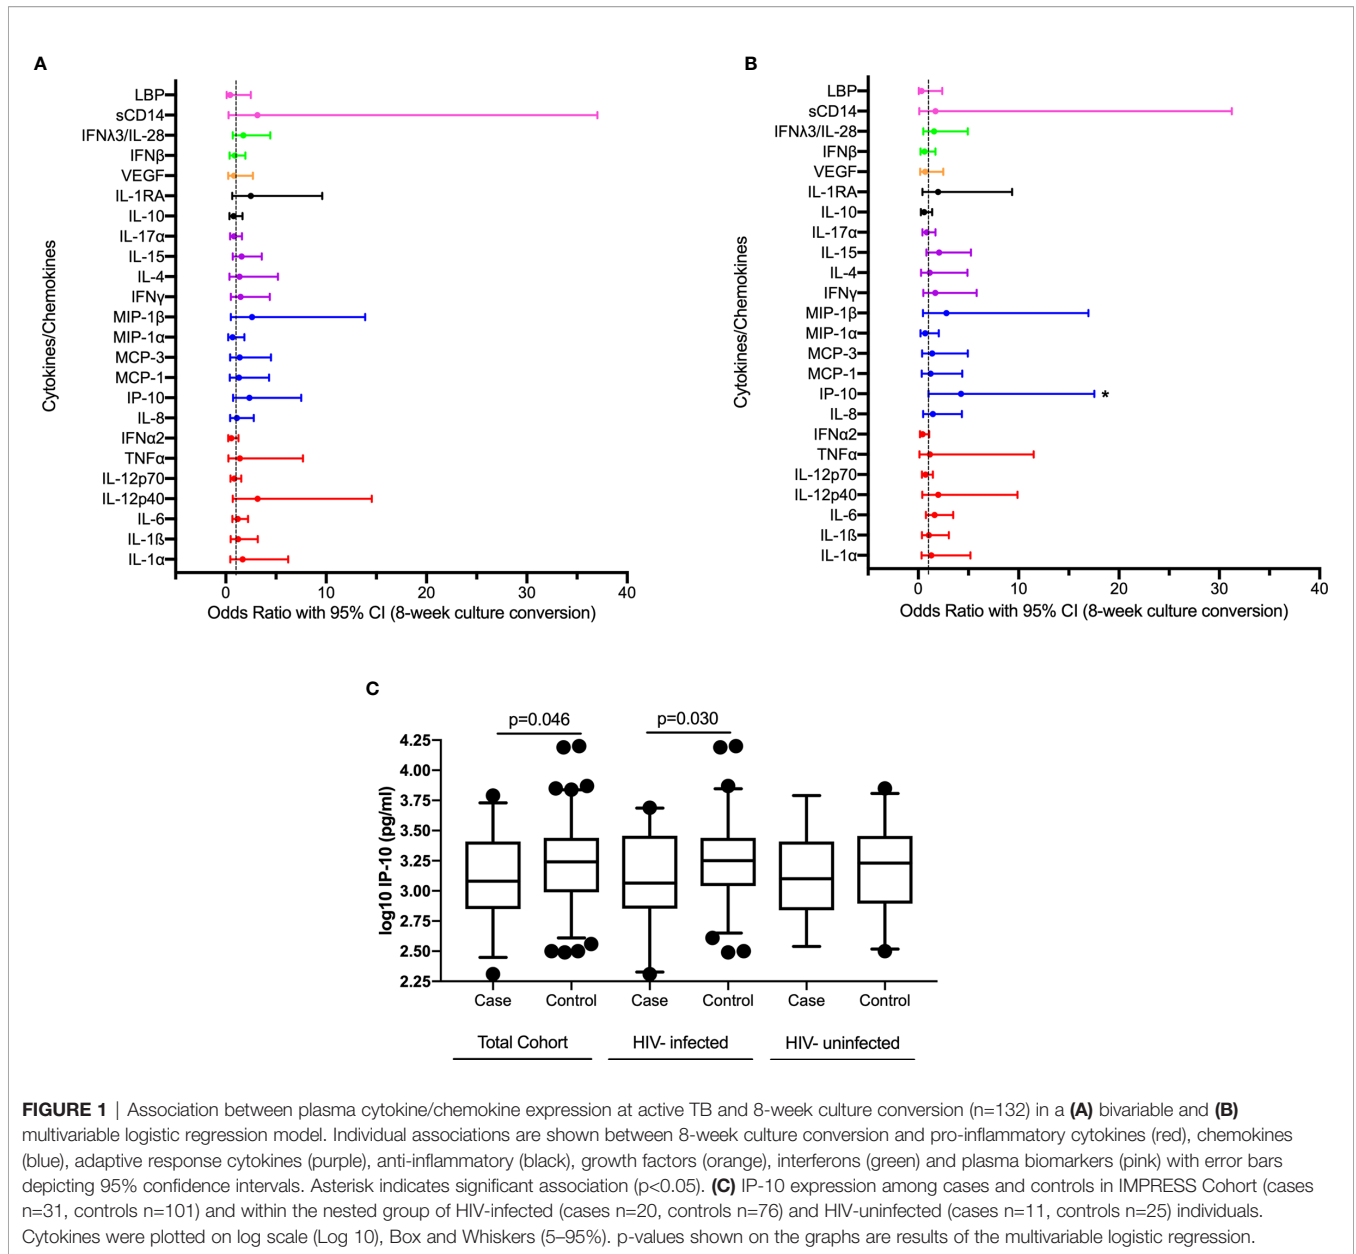 A
Cytokines/Chemokines
LBP
sCD14
IFNλ3/IL-28
IFNβ
VEGF
IL-1RA
IL-10
IL-17α
IL-15
IL-4
IFNγ
MIP-1β
MIP-1α
MCP-3
MCP-1
IP-10
IL-8
IFNα2
TNFα
IL-12p70
IL-12p40
IL-6
IL-1ß
IL-1α
0 10 20 30 40
Odds Ratio with 95% CI (8-week culture conversion)
B
Cytokines/Chemokines
LBP
sCD14
IFNλ3/IL-28
IFNβ
VEGF
IL-1RA
IL-10
IL-17α
IL-15
IL-4
IFNγ
MIP-1β
MIP-1α
MCP-3
MCP-1
IP-10 *
IL-8
IFNα2
TNFα
IL-12p70
IL-12p40
IL-6
IL-1ß
IL-1α
0 10 20 30 40
Odds Ratio with 95% CI (8-week culture conversion)
C
p=0.046 p=0.030
log10 IP-10 (pg/ml)
4.25
4.00
3.75
3.50
3.25
3.00
2.75
2.50
2.25
Case Control Case Control Case Control
Total Cohort HIV- infected HIV- uninfected
FIGURE 1 | Association between plasma cytokine/chemokine expression at active TB and 8-week culture conversion (n=132) in a (A) bivariable and (B)
multivariable logistic regression model. Individual associations are shown between 8-week culture conversion and pro-inflammatory cytokines (red), chemokines
(blue), adaptive response cytokines (purple), anti-inflammatory (black), growth factors (orange), interferons (green) and plasma biomarkers (pink) with error bars
depicting 95% confidence intervals. Asterisk indicates significant association (p<0.05). (C) IP-10 expression among cases and controls in IMPRESS Cohort (cases
n=31, controls n=101) and within the nested group of HIV-infected (cases n=20, controls n=76) and HIV-uninfected (cases n=11, controls n=25) individuals.
Cytokines were plotted on log scale (Log 10), Box and Whiskers (5–95%). p-values shown on the graphs are results of the multivariable logistic regression.